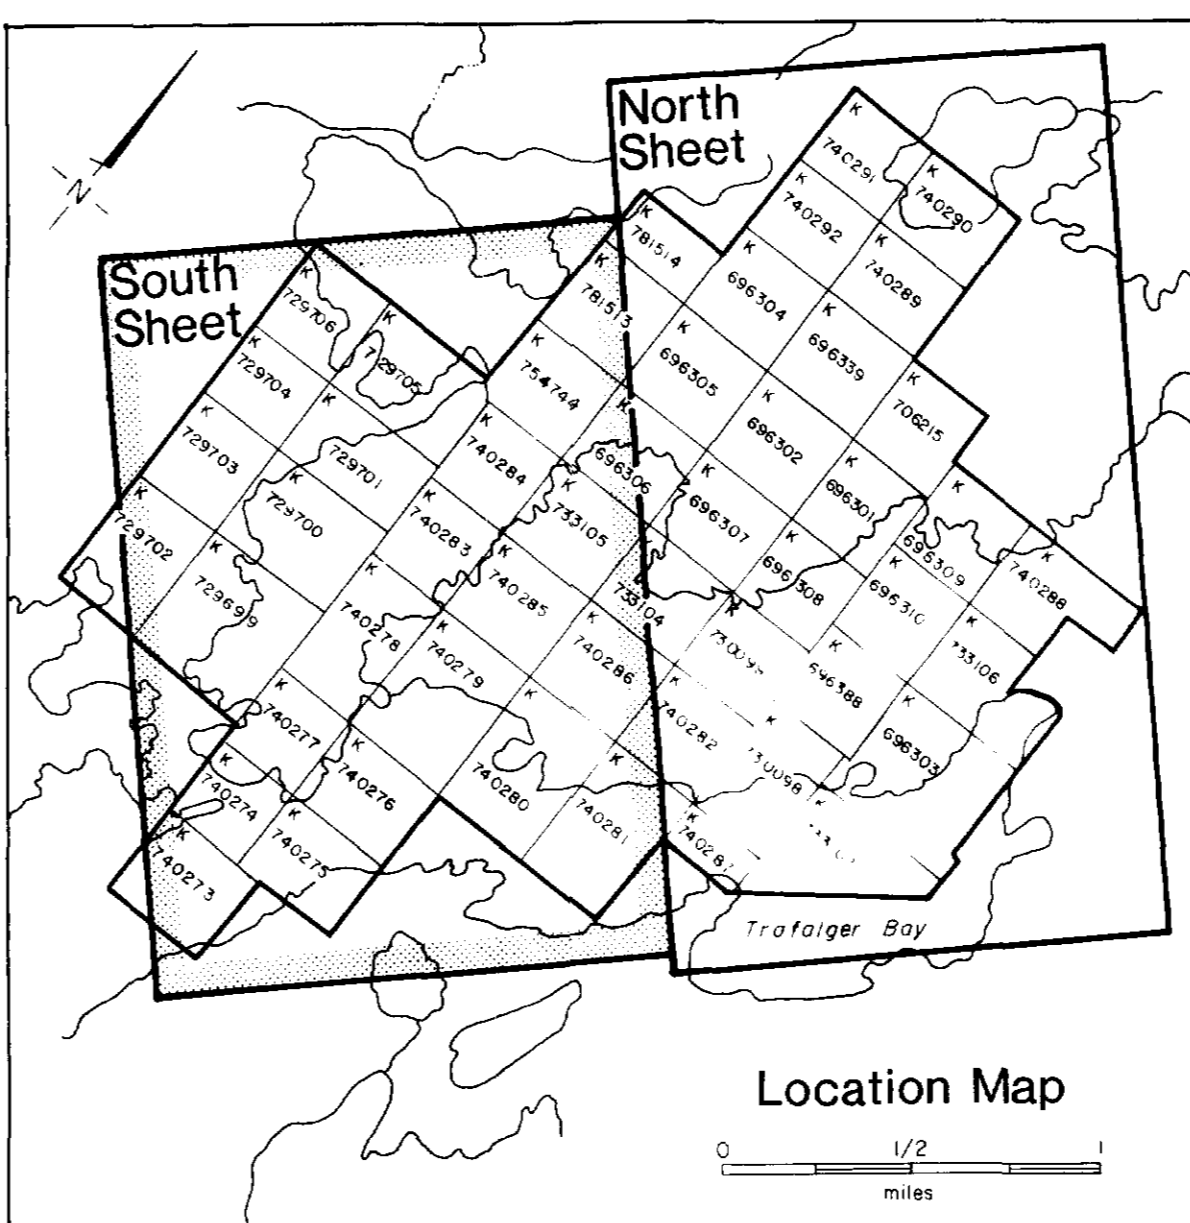 North
Sheet
South
Sheet
N
K
740291
K
740290
K
740292
K
740289
K
781514
K
696304
K
781513
K
696305
696339
K
706215
K
729706
K
729705
K
729704
K
729701
K
729703
729700
K
729702
K
729699
754744
K
740284
K
696306
K
696302
K
696301
K
740283
K
733105
K
696307
K
740285
733104
K
696308
696309
K
696310
K
740288
K
740278
K
740279
K
740286
K
K
696388
733106
K
740277
K
740276
K
740280
K
740281
K
740282
K
K
696303
K
740274
K
740275
K
740273
K
K
Trafalger Bay
Location Map
0 1/2 1
miles